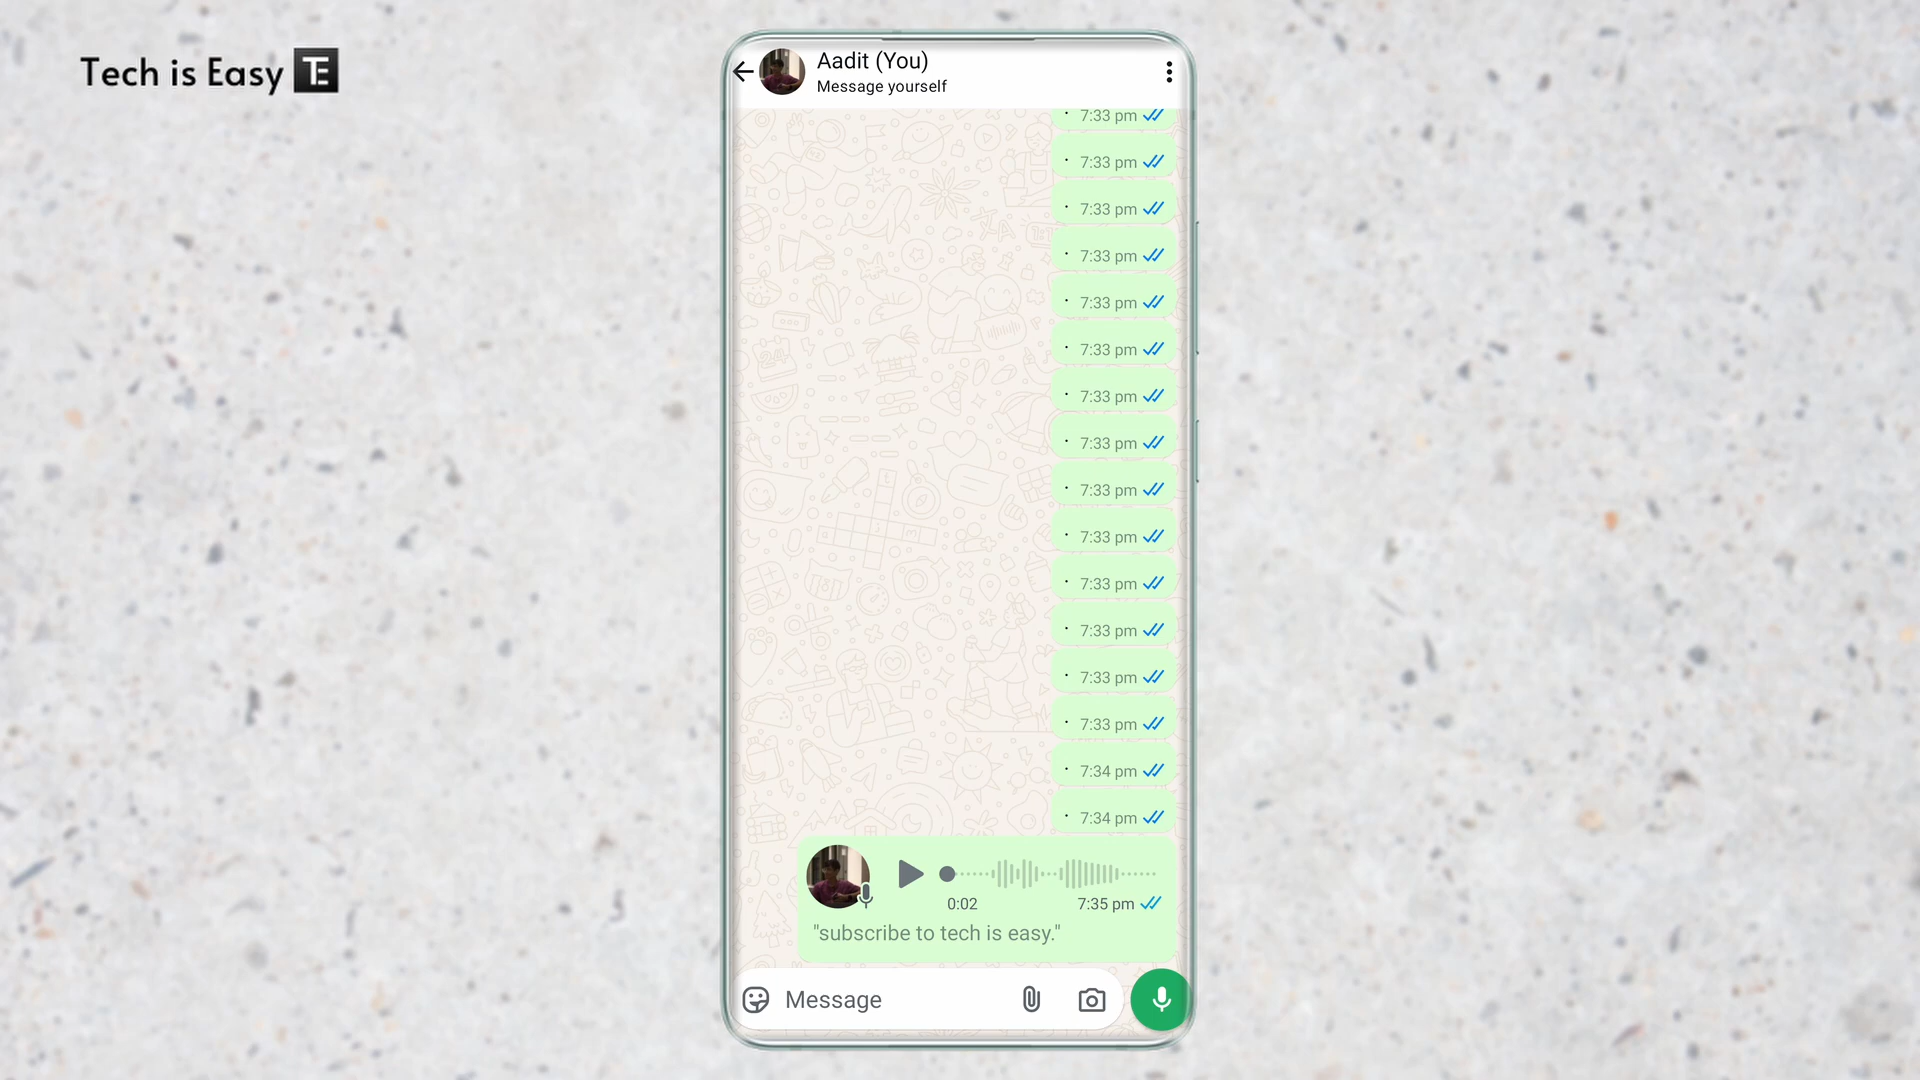 Tech is Easy TE
Aadit (You)
Message yourself
. 7:33 pm
. 7:33 pm
. 7:33 pm
. 7:33 pm
. 7:33 pm
. 7:33 pm
. 7:33 pm
. 7:33 pm
. 7:33 pm
. 7:33 pm
. 7:33 pm
. 7:33 pm
. 7:33 pm
. 7:33 pm
. 7:34 pm
. 7:34 pm
0:02 7:35 pm
"subscribe to tech is easy."
Message